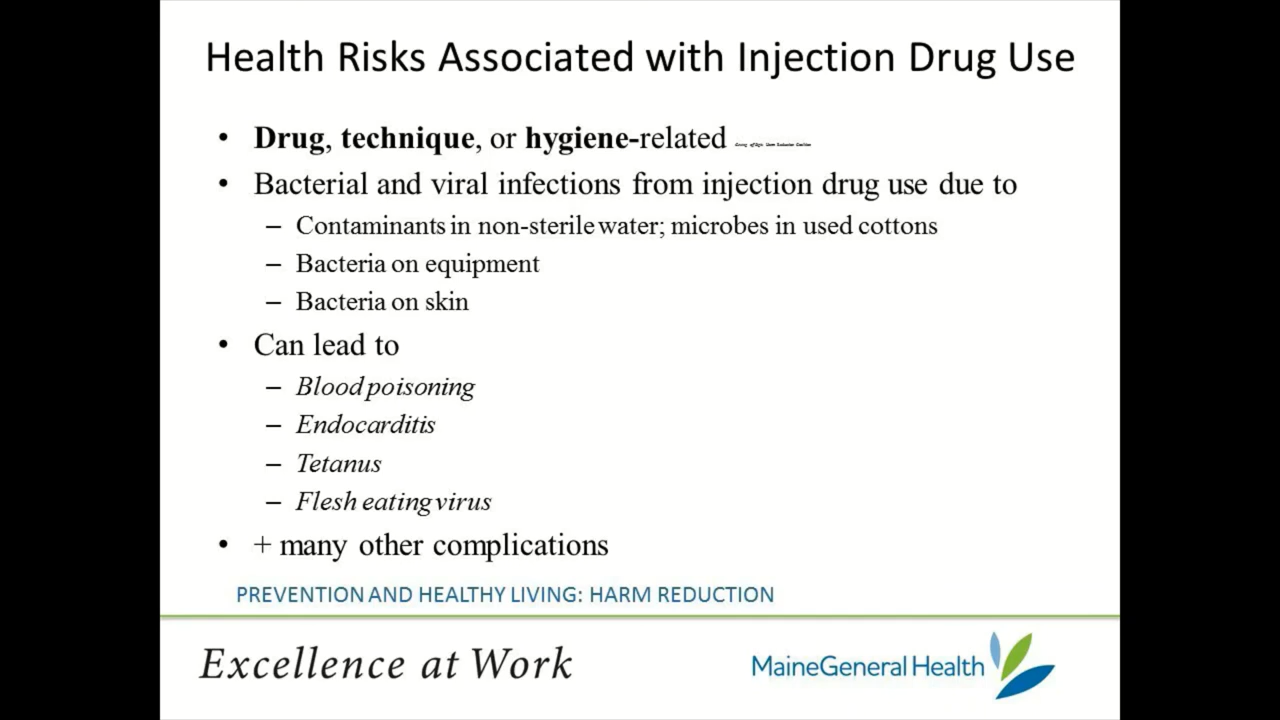 Health Risks Associated with Injection Drug Use
• Drug, technique, or hygiene-related
• Bacterial and viral infections from injection drug use due to
– Contaminants in non-sterile water; microbes in used cottons
– Bacteria on equipment
– Bacteria on skin
• Can lead to
– Blood poisoning
– Endocarditis
– Tetanus
– Flesh eating virus
• + many other complications
PREVENTION AND HEALTHY LIVING: HARM REDUCTION
Excellence at Work
MaineGeneral Health